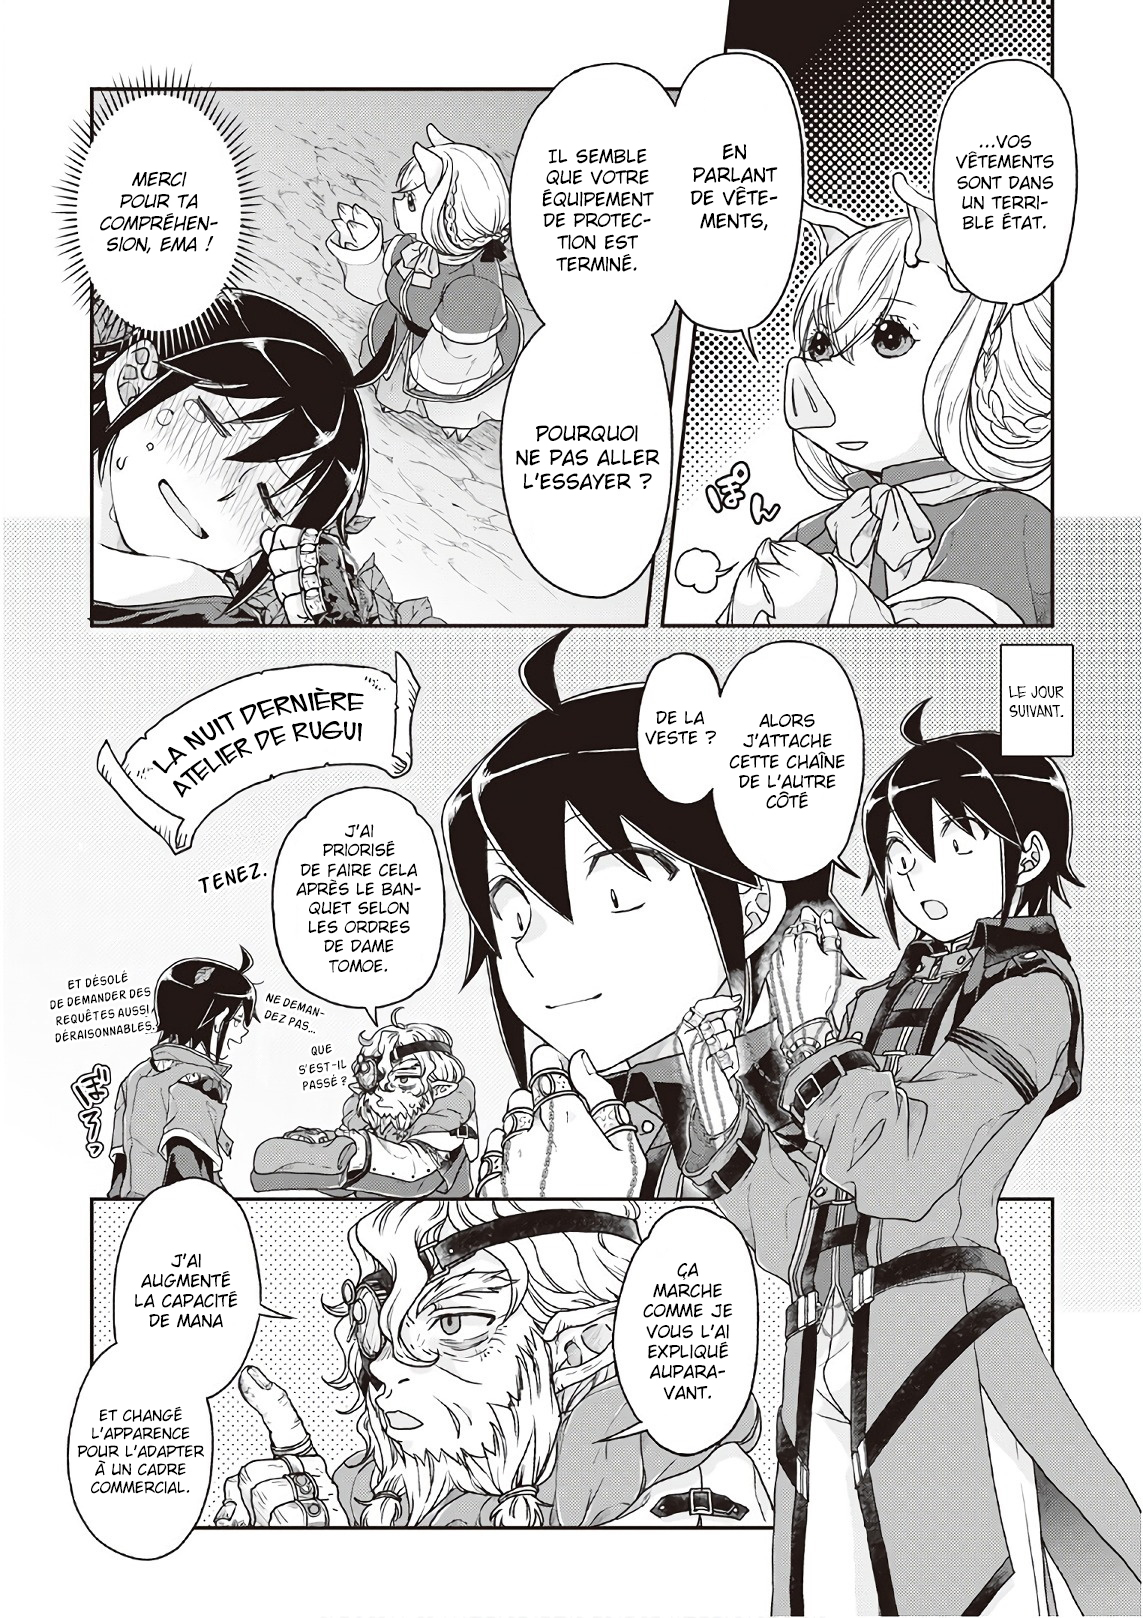 ...VOS
VÊTEMENTS
SONT DANS
UN TERRI-
BLE ÉTAT.
EN
PARLANT
DE VÊTE-
MENTS,
IL SEMBLE
QUE VOTRE
ÉQUIPEMENT
DE PROTEC-
TION EST
TERMINÉ.
POURQUOI
NE PAS ALLER
L'ESSAYER ?
ぽん
MERCI
POUR TA
COMPRÉHEN-
SION, EMA !
LE JOUR
SUIVANT.
ALORS
J'ATTACHE
CETTE CHAÎNE
DE L'AUTRE
CÔTÉ
DE LA
VESTE ?
LA NUIT DERNIÈRE
ATELIER DE RUGUI
J'AI
PRIORISÉ
DE FAIRE CELA
APRÈS LE BAN-
QUET SELON
LES ORDRES
DE DAME
TOMOE.
TENEZ.
NE DEMAN-
DEZ PAS...
QUE
S'EST-IL
PASSÉ ?
ET DÉSOLÉ
DE DEMANDER DES
REQUÊTES AUSSI
DÉRAISONNABLES.
ぼろっ
ÇA
MARCHE
COMME JE
VOUS L'AI
EXPLIQUÉ
AUPARA-
VANT.
J'AI
AUGMENTÉ
LA CAPACITÉ
DE MANA
ET CHANGÉ
L'APPARENCE
POUR L'ADAPTER
À UN CADRE
COMMERCIAL.